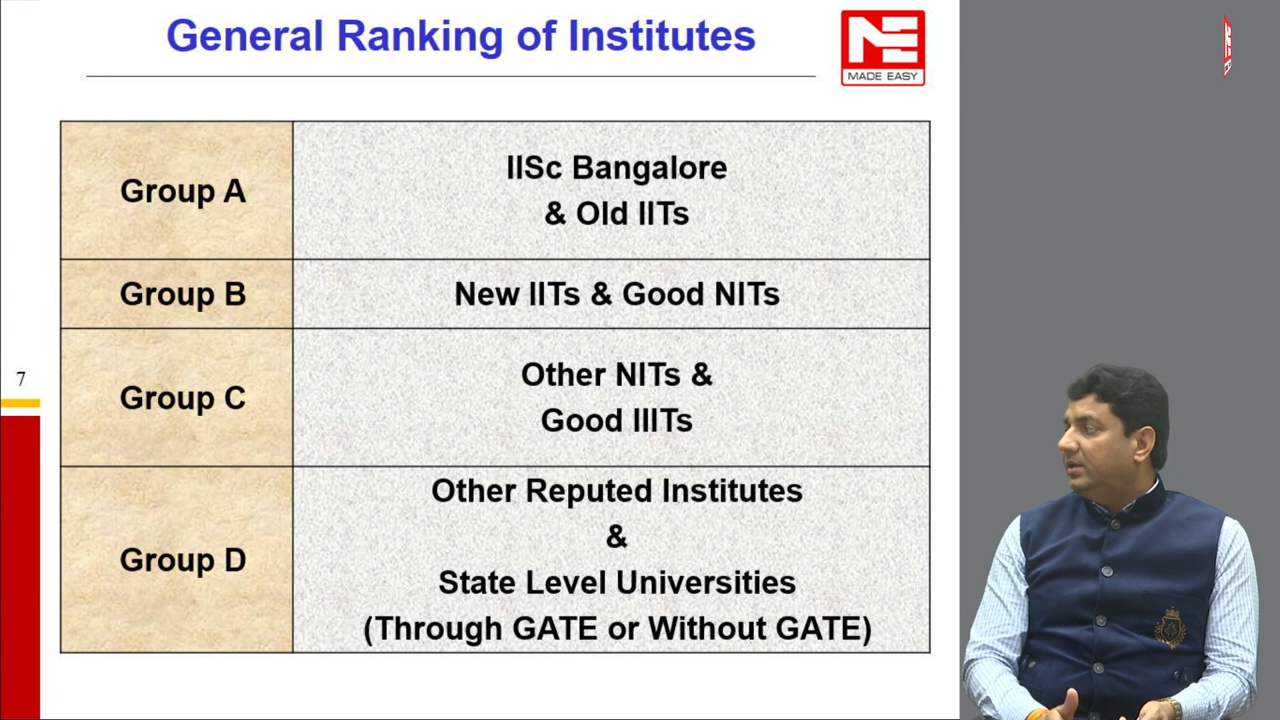 General Ranking of Institutes
MADE EASY
Group A
IISc Bangalore
& Old IITs
Group B
New IITs & Good NITs
Group C
Other NITs &
Good IIITs
Group D
Other Reputed Institutes
&
State Level Universities
(Through GATE or Without GATE)
7